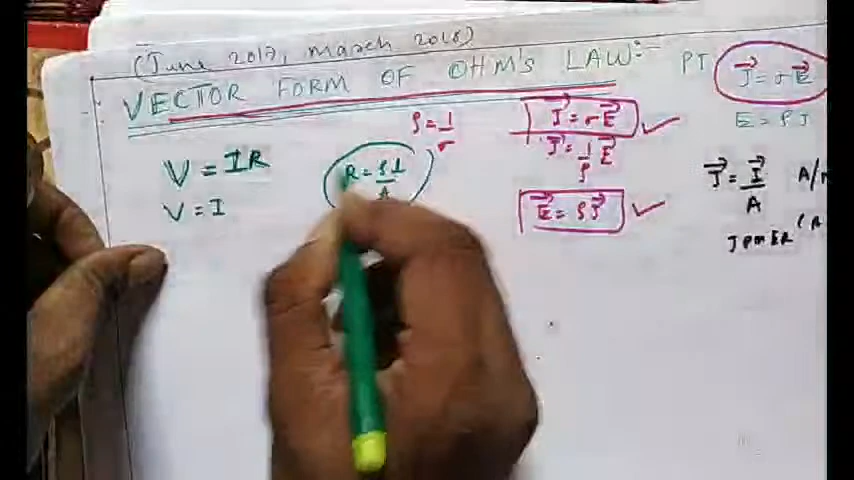 (June 2017, march 2018)
VECTOR FORM OF OHM'S LAW:- PT J⃗ = σE⃗
E = ρJ
V = IR
V = I
R = ρl/A
ρ = 1/σ
J⃗ = σE⃗ ✓
J⃗ = 1/ρ E⃗
E⃗ = ρJ⃗ ✓
J⃗ = I⃗/A A/